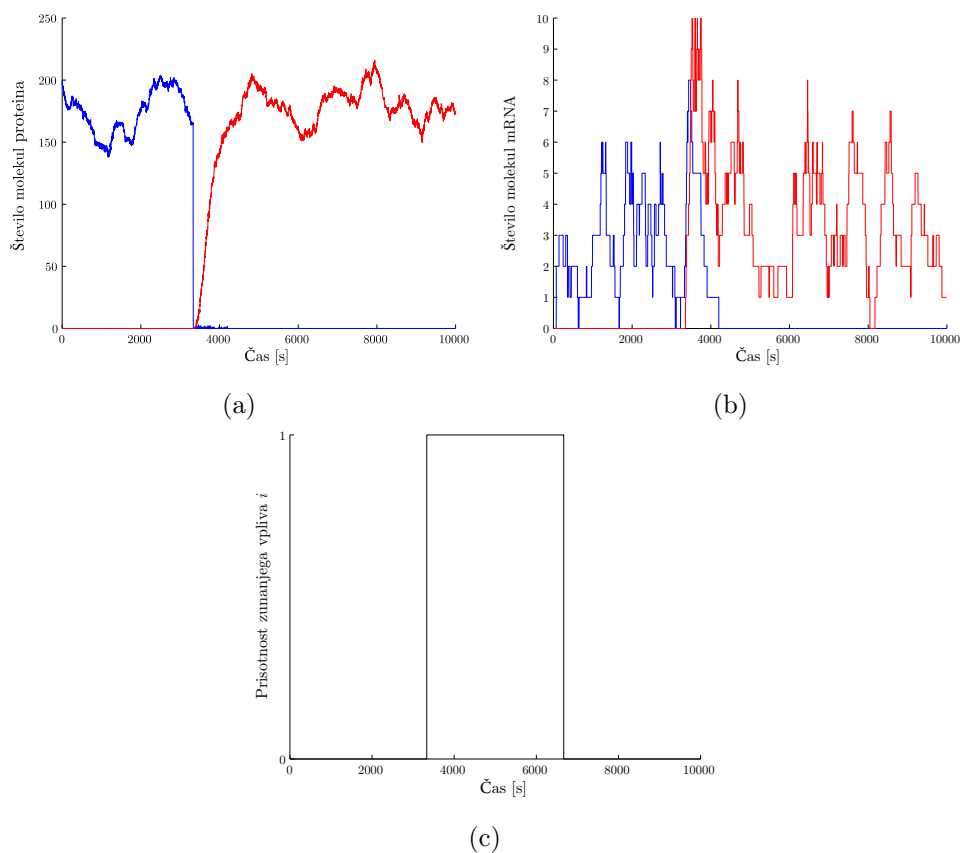 250
200
150
100
50
0
Število molekul proteina
0 2000 4000 6000 8000 10000
Čas [s]
(a)
10
9
8
7
6
5
4
3
2
1
0
Število molekul mRNA
0 2000 4000 6000 8000 10000
Čas [s]
(b)
1
0
Prisotnost zunanjega vpliva i
0 2000 4000 6000 8000 10000
Čas [s]
(c)